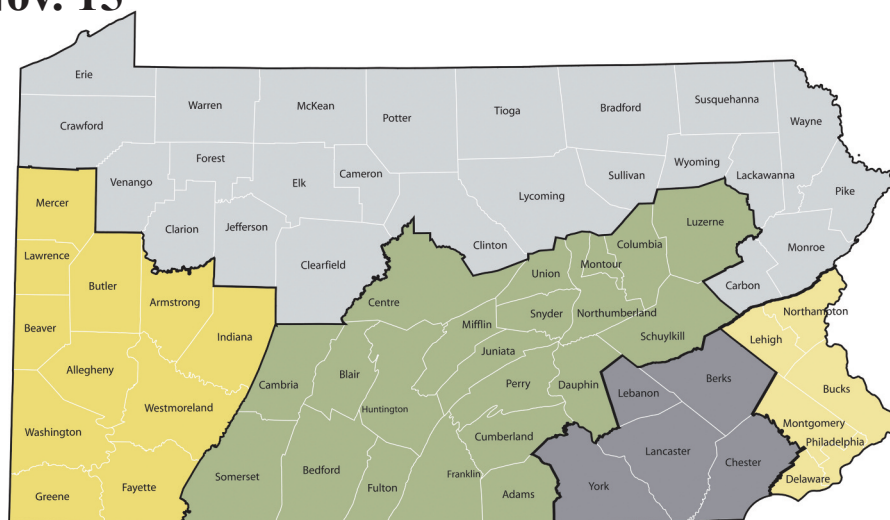 Nov. 15
Erie
Warren
McKean
Potter
Tioga
Bradford
Susquehanna
Wayne
Crawford
Forest
Venango
Elk
Cameron
Lycoming
Sullivan
Wyoming
Lackawanna
Pike
Mercer
Clarion
Jefferson
Clearfield
Clinton
Columbia
Luzerne
Monroe
Lawrence
Butler
Armstrong
Centre
Union
Montour
Carbon
Beaver
Indiana
Mifflin
Snyder
Northumberland
Schuylkill
Northampton
Lehigh
Allegheny
Cambria
Blair
Juniata
Perry
Dauphin
Lebanon
Berks
Bucks
Westmoreland
Huntington
Washington
Cumberland
Montgomery
Philadelphia
Greene
Fayette
Somerset
Bedford
Fulton
Franklin
Adams
York
Lancaster
Chester
Delaware